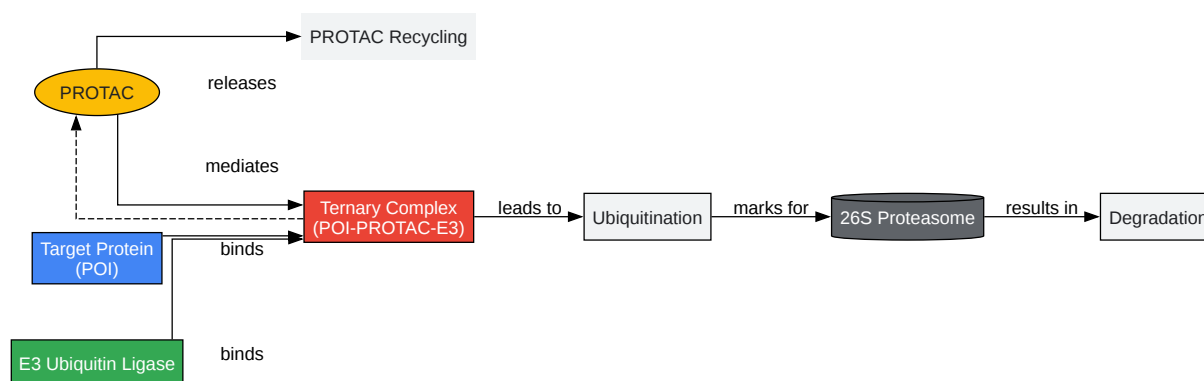 PROTAC Recycling
PROTAC
releases
mediates
Ternary Complex
(POI-PROTAC-E3)
leads to
Ubiquitination
marks for
26S Proteasome
results in
Degradation
Target Protein
(POI)
binds
E3 Ubiquitin Ligase
binds